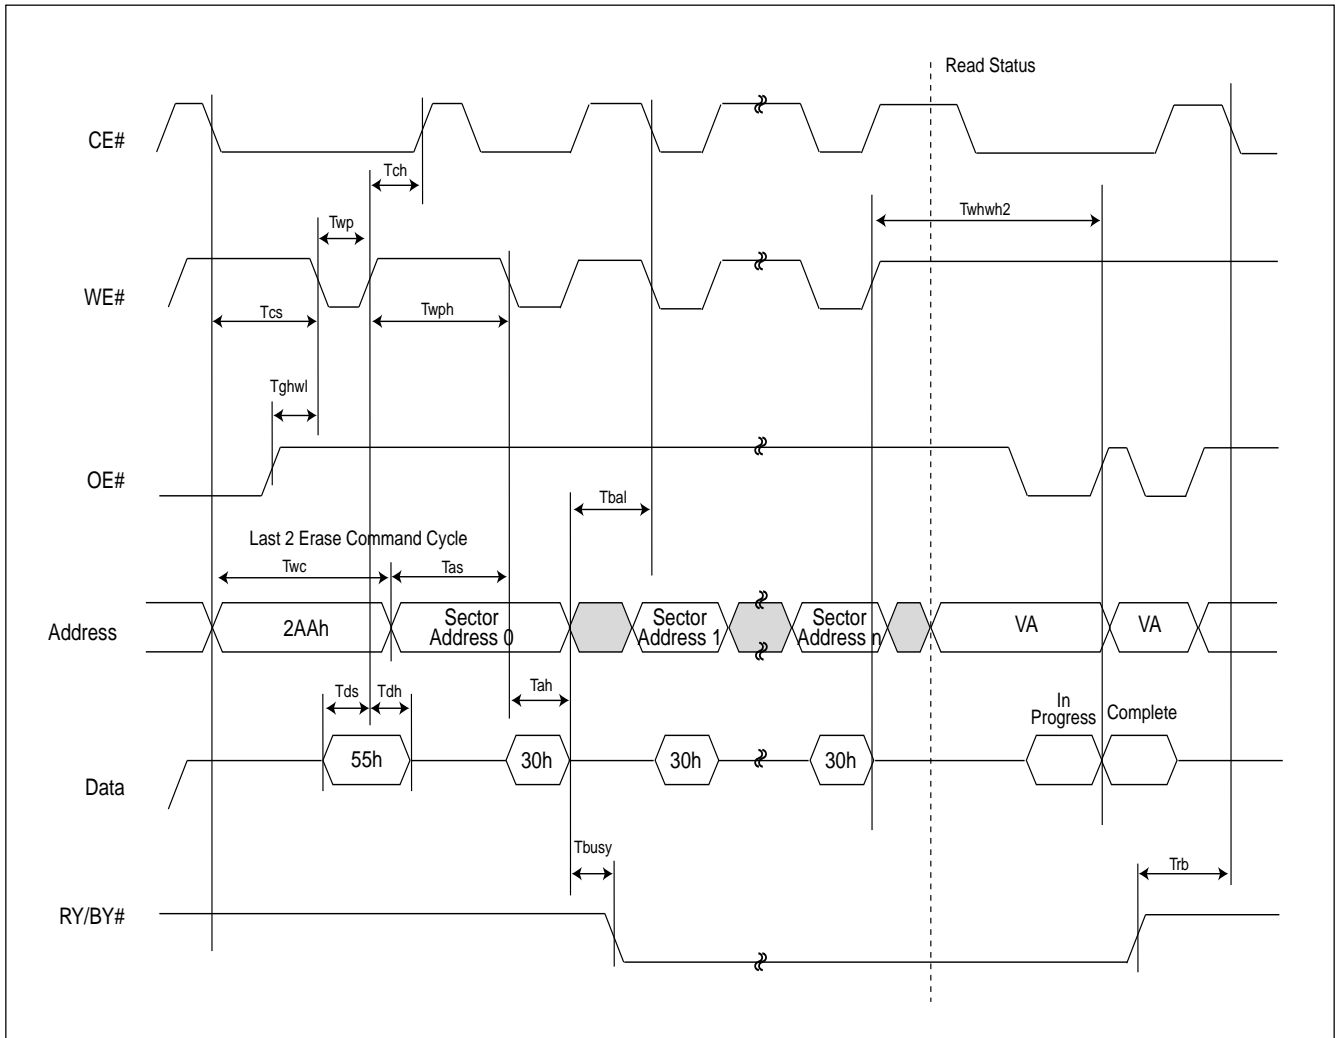 Read Status
CE#
Tch
Twp
Twhwh2
WE#
Tcs
Twph
Tghwl
OE#
Tbal
Last 2 Erase Command Cycle
Twc
Tas
Address
2AAh
Sector
Address 0
Sector
Address 1
Sector
Address n
VA
VA
Tds
Tdh
Tah
In
Progress
Complete
Data
55h
30h
30h
30h
Tbusy
Trb
RY/BY#